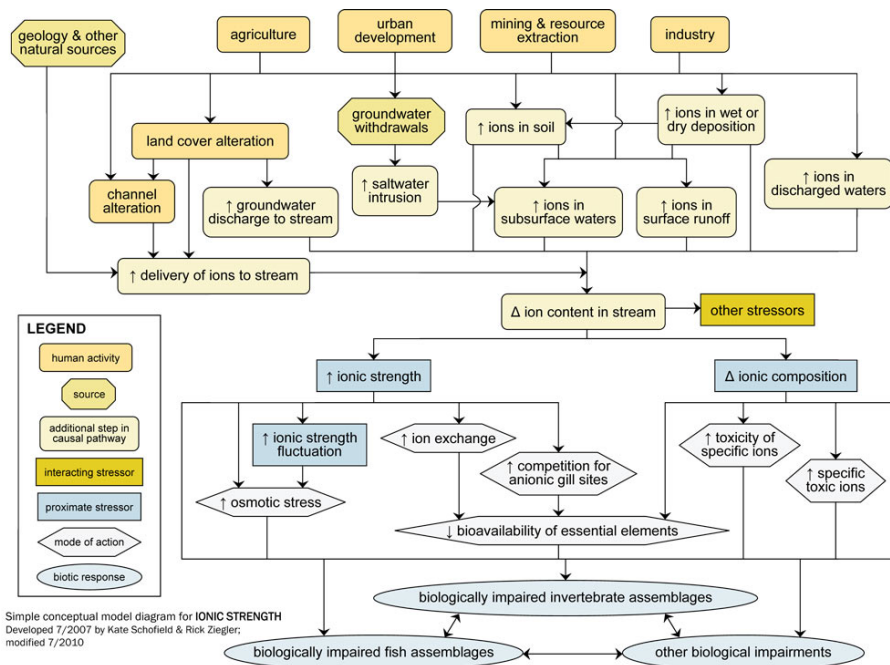 geology & other
natural sources
agriculture
urban
development
mining & resource
extraction
industry
land cover alteration
groundwater
withdrawals
↑ ions in soil
↑ ions in wet or
dry deposition
channel
alteration
↑ groundwater
discharge to stream
↑ saltwater
intrusion
↑ ions in
subsurface waters
↑ ions in
surface runoff
↑ ions in
discharged waters
↑ delivery of ions to stream
Δ ion content in stream
other stressors
LEGEND
human activity
source
additional step in
causal pathway
interacting stressor
proximate stressor
mode of action
biotic response
↑ ionic strength
Δ ionic composition
↑ ionic strength
fluctuation
↑ ion exchange
↑ toxicity of
specific ions
↑ competition for
anionic gill sites
↑ specific
toxic ions
↑ osmotic stress
↓ bioavailability of essential elements
biologically impaired invertebrate assemblages
biologically impaired fish assemblages
other biological impairments
Simple conceptual model diagram for IONIC STRENGTH
Developed 7/2007 by Kate Schofield & Rick Ziegler;
modified 7/2010